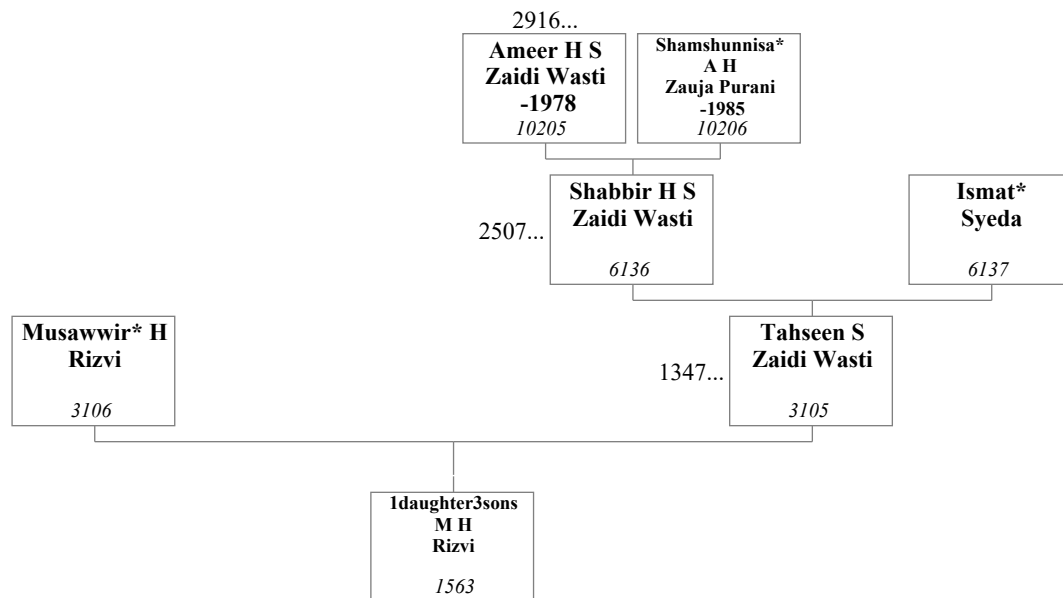 2916...
Ameer H S
Zaidi Wasti
-1978
10205
Shamshunnisa*
A H
Zauja Purani
-1985
10206
2507...
Shabbir H S
Zaidi Wasti
6136
Ismat*
Syeda
6137
Musawwir* H
Rizvi
3106
1347...
Tahseen S
Zaidi Wasti
3105
1daughter3sons
M H
Rizvi
1563